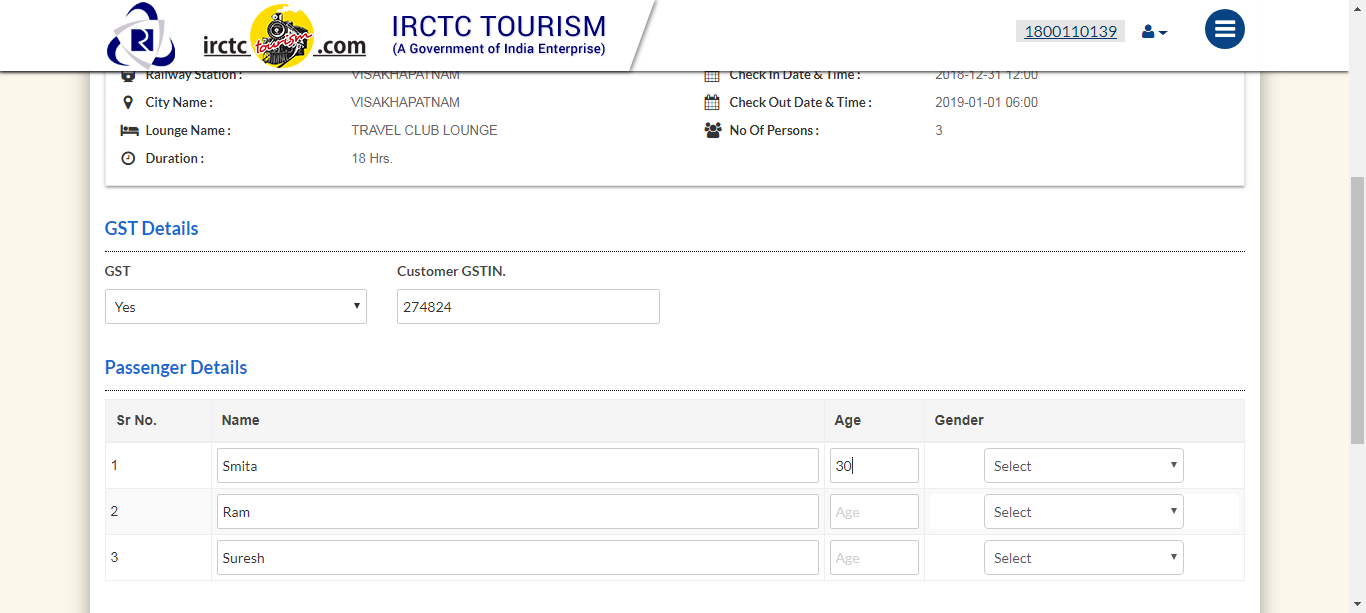 irctc tourism .com
IRCTC TOURISM
(A Government of India Enterprise)
1800110139
Railway Station : VISAKHAPATNAM Check In Date & Time : 2018-12-31 12:00
City Name : VISAKHAPATNAM Check Out Date & Time : 2019-01-01 06:00
Lounge Name : TRAVEL CLUB LOUNGE No Of Persons : 3
Duration : 18 Hrs.
GST Details
GST Customer GSTIN.
Yes 274824
Passenger Details
Sr No. Name Age Gender
1 Smita 30 Select
2 Ram Age Select
3 Suresh Age Select